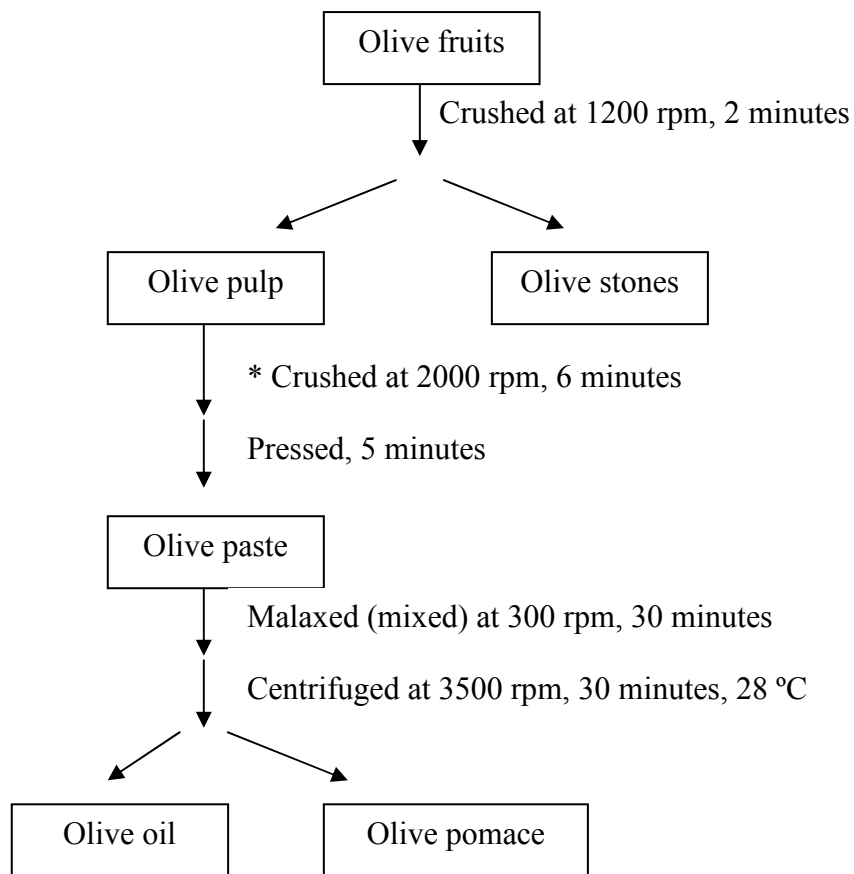 Olive fruits
Crushed at 1200 rpm, 2 minutes
Olive pulp
Olive stones
* Crushed at 2000 rpm, 6 minutes
Pressed, 5 minutes
Olive paste
Malaxed (mixed) at 300 rpm, 30 minutes
Centrifuged at 3500 rpm, 30 minutes, 28 ºC
Olive oil
Olive pomace